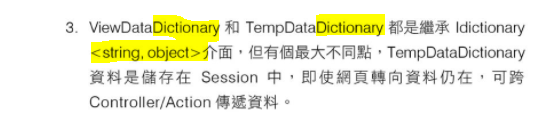 3. ViewDataDictionary 和 TempDataDictionary 都是繼承 Idictionary
<string, object>介面，但有個最大不同點，TempDataDictionary
資料是儲存在 Session 中，即使網頁轉向資料仍在，可跨
Controller/Action 傳遞資料。